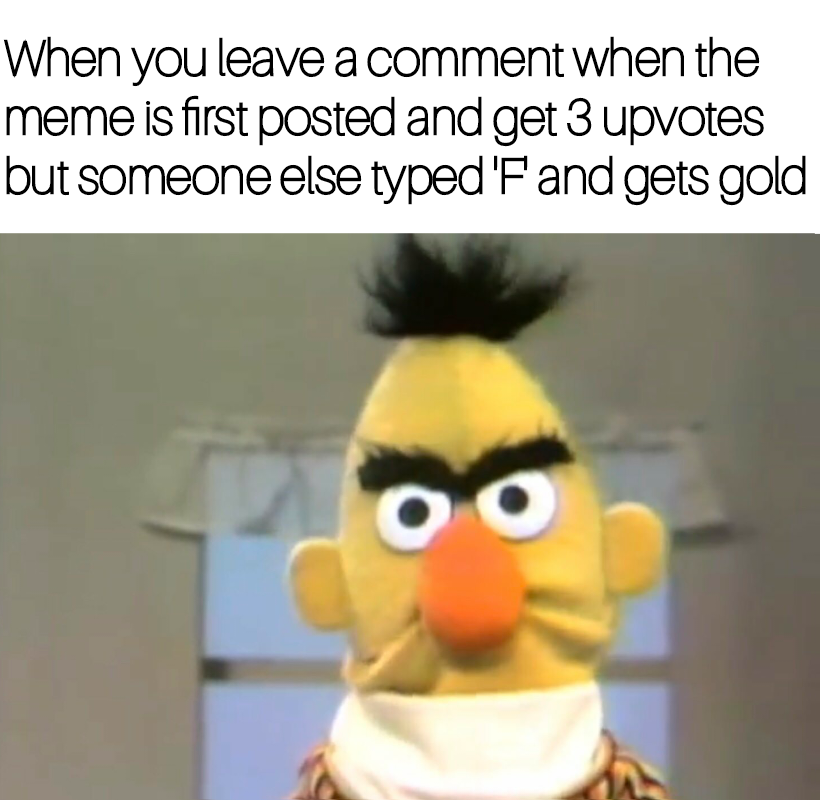 When you leave a comment when the
meme is first posted and get 3 upvotes
but someone else typed 'F' and gets gold